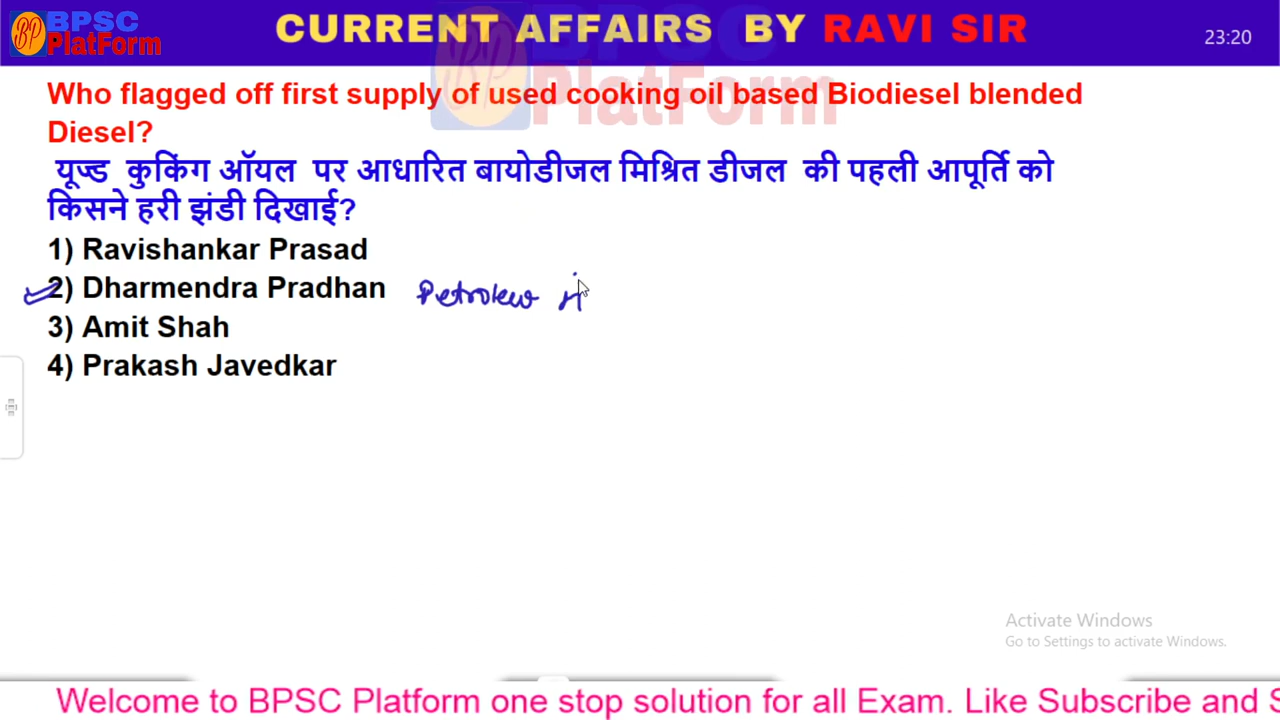 BPSC
PlatForm
CURRENT AFFAIRS BY RAVI SIR
23:20
BPSC
PlatForm
Who flagged off first supply of used cooking oil based Biodiesel blended
Diesel?
यूज्ड कुकिंग ऑयल पर आधारित बायोडीजल मिश्रित डीजल की पहली आपूर्ति को
किसने हरी झंडी दिखाई?
1) Ravishankar Prasad
2) Dharmendra Pradhan
3) Amit Shah
4) Prakash Javedkar
Activate Windows
Go to Settings to activate Windows.
Welcome to BPSC Platform one stop solution for all Exam. Like Subscribe and S